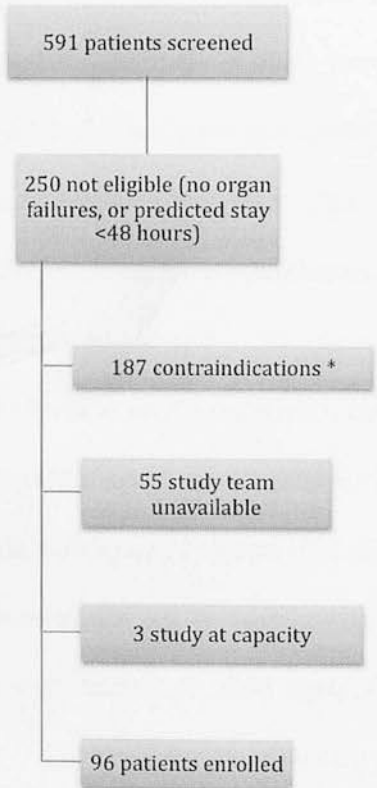 591 patients screened
250 not eligible (no organ
failures, or predicted stay
<48 hours)
187 contraindications *
55 study team
unavailable
3 study at capacity
96 patients enrolled